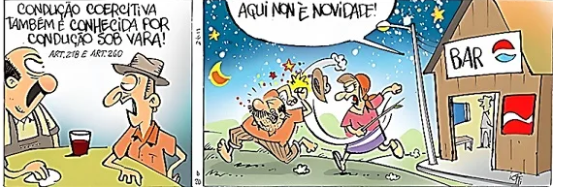 CONDUÇÃO COERCITIVA
TAMBÉM É CONHECIDA POR
CONDUÇÃO SOB VARA!
ART.218 E ART.260
AQUI NON È NOVIDADE!
BAR